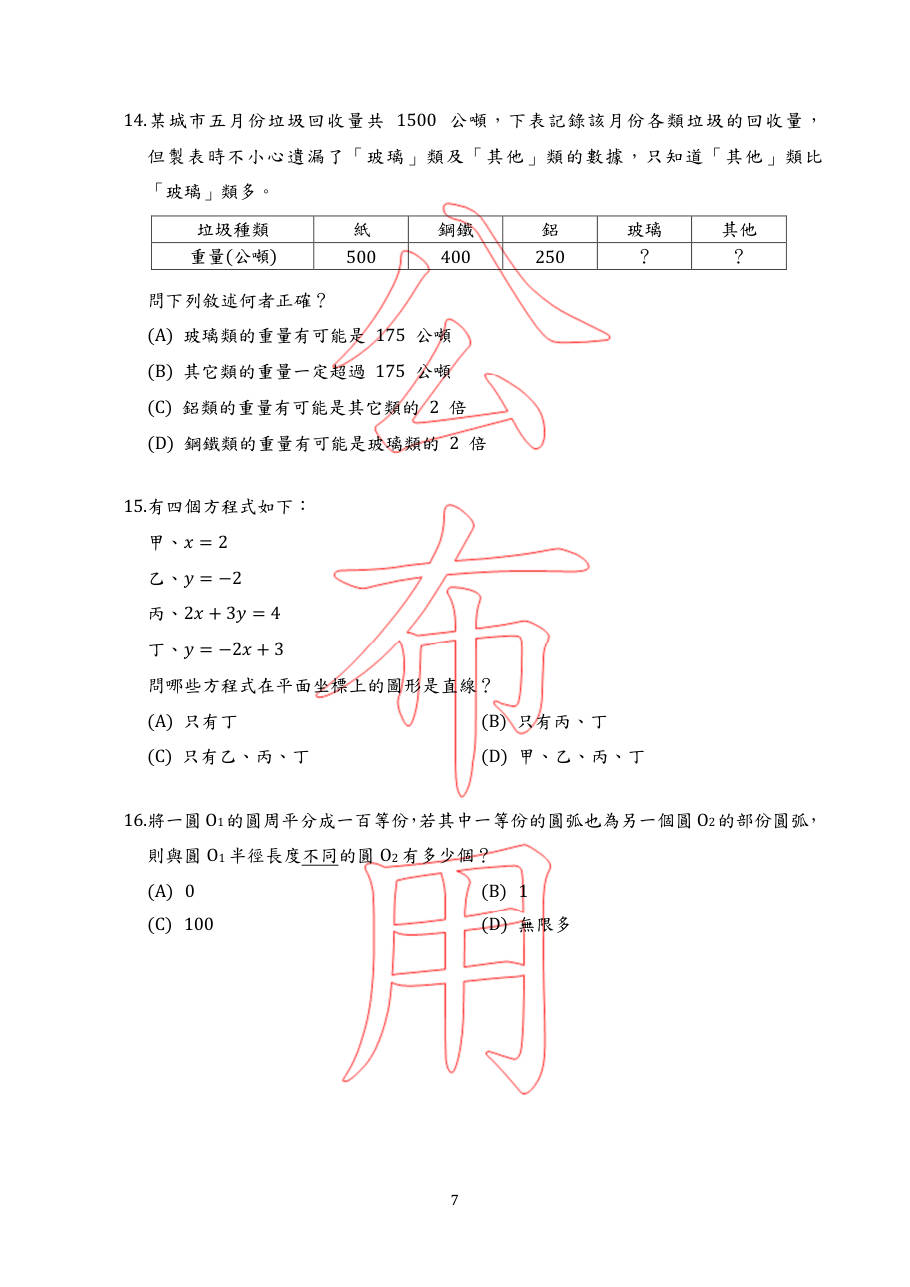 14.某城市五月份垃圾回收量共 1500 公噸，下表記錄該月份各類垃圾的回收量，
但製表時不小心遺漏了「玻璃」類及「其他」類的數據，只知道「其他」類比
「玻璃」類多。
垃圾種類 紙 鋼鐵 鋁 玻璃 其他
重量(公噸) 500 400 250 ? ?
問下列敘述何者正確？
(A) 玻璃類的重量有可能是 175 公噸
(B) 其它類的重量一定超過 175 公噸
(C) 鋁類的重量有可能是其它類的 2 倍
(D) 鋼鐵類的重量有可能是玻璃類的 2 倍
15.有四個方程式如下：
甲、x = 2
乙、y = −2
丙、2x + 3y = 4
丁、y = −2x + 3
問哪些方程式在平面坐標上的圖形是直線？
(A) 只有丁 (B) 只有丙、丁
(C) 只有乙、丙、丁 (D) 甲、乙、丙、丁
16.將一圓O1的圓周平分成一百等份，若其中一等份的圓弧也為另一個圓O2的部份圓弧，
則與圓O1半徑長度不同的圓O2有多少個？
(A) 0 (B) 1
(C) 100 (D) 無限多
公
布
用
7